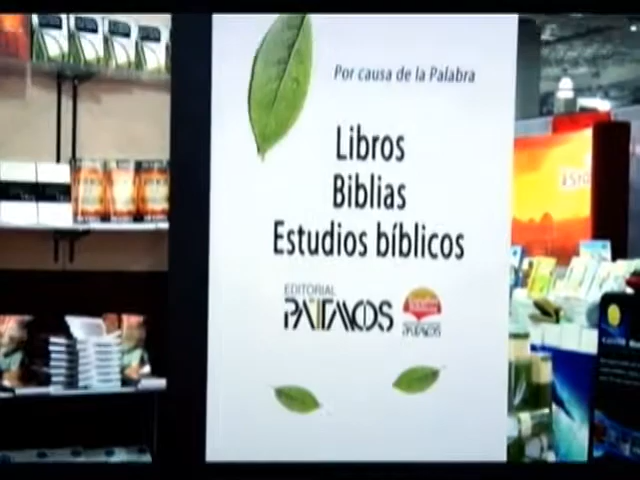 Por causa de la Palabra
Libros
Biblias
Estudios bíblicos
EDITORIAL
PATMOS